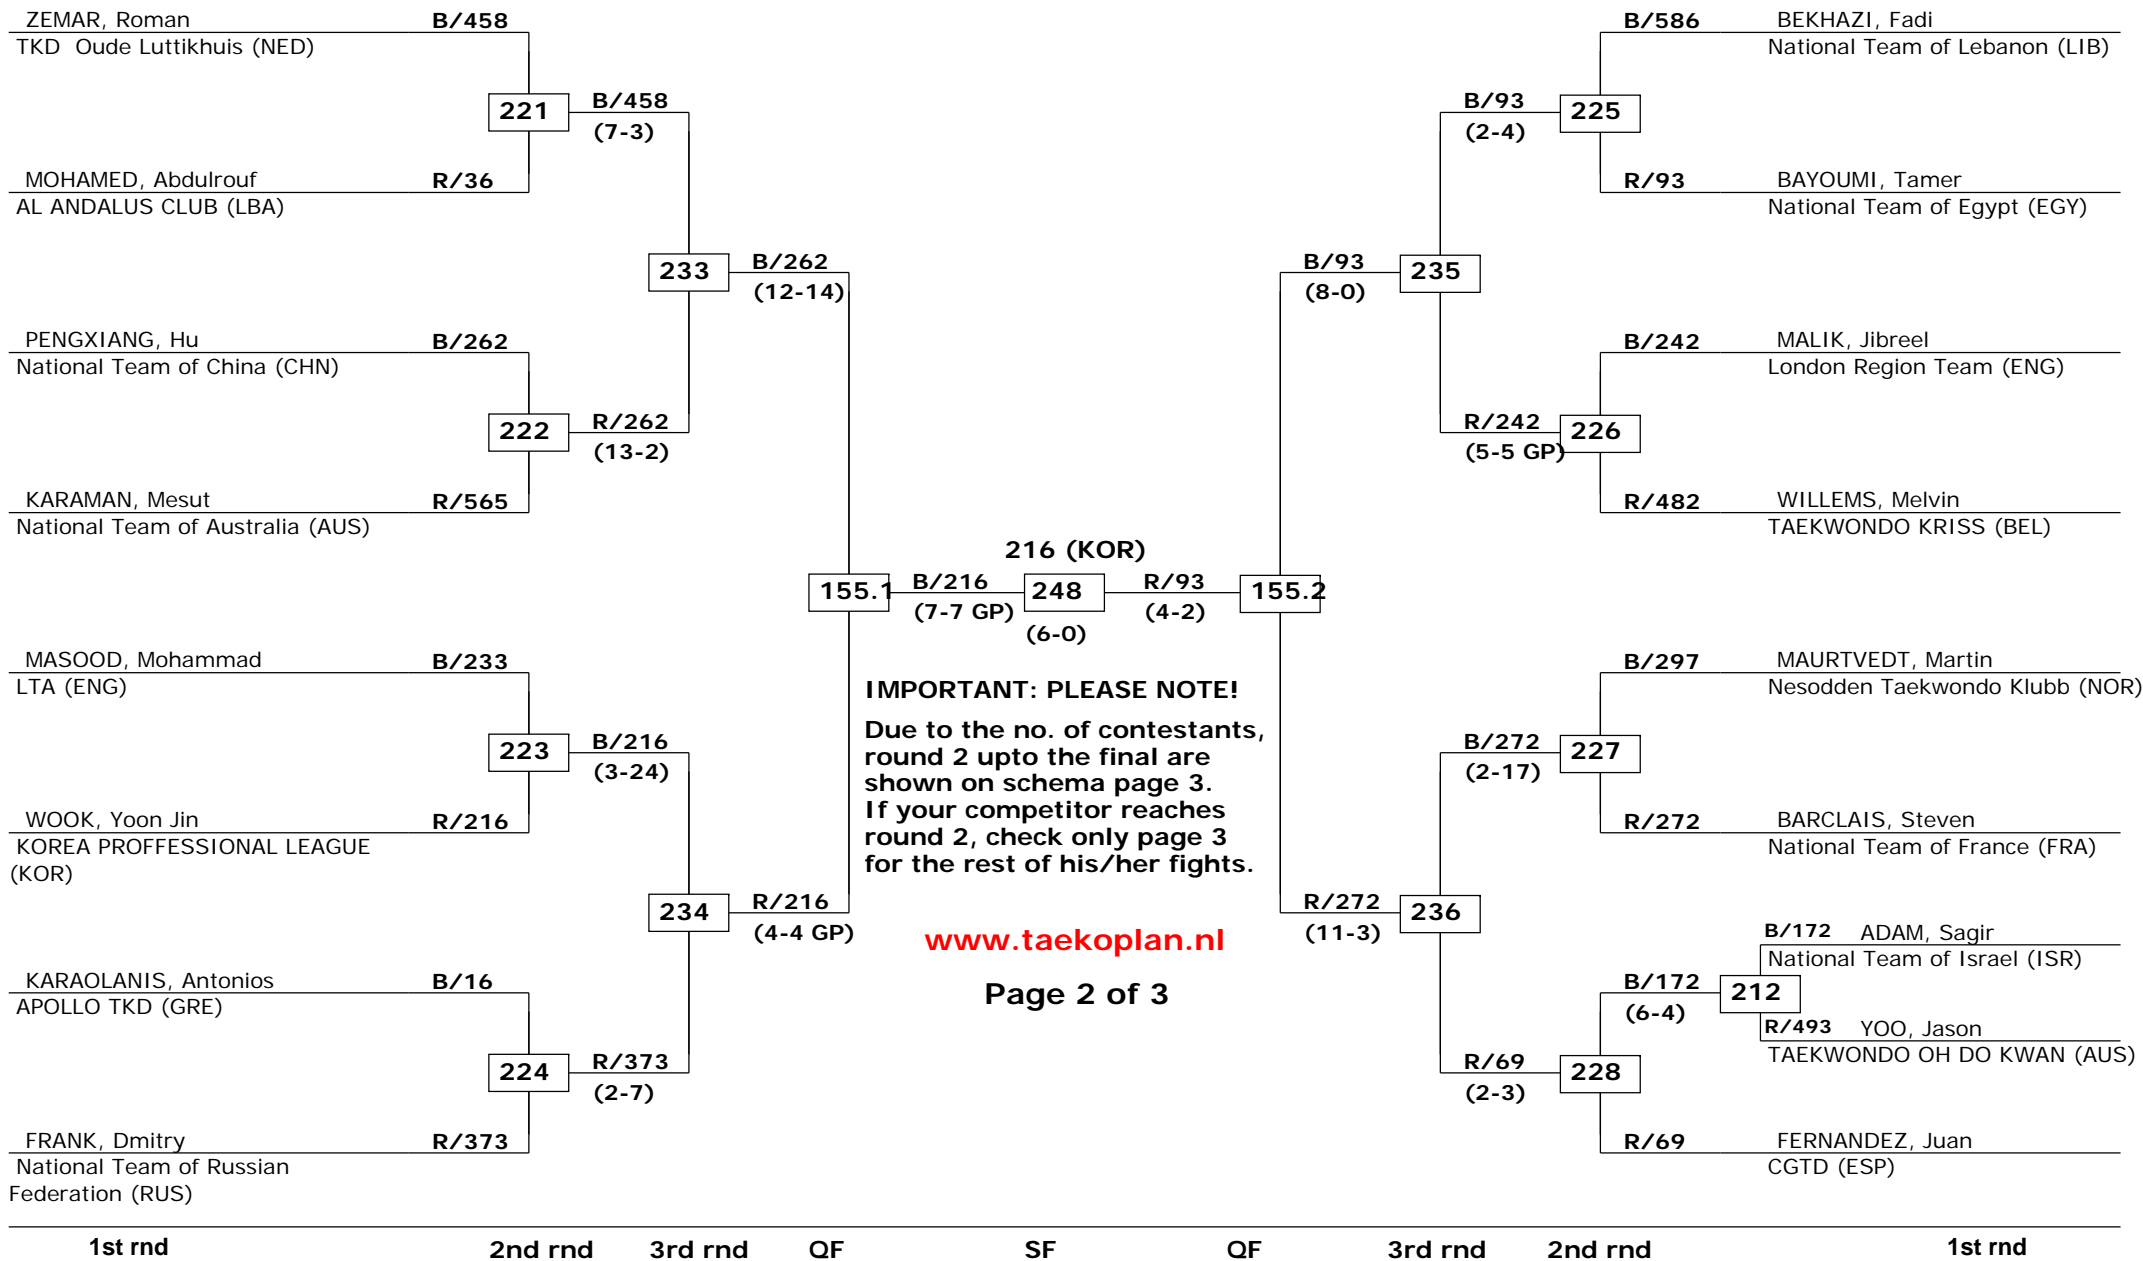 ZEMAR, Roman B/458
TKD  Oude Luttikhuis (NED)
MOHAMED, Abdulrouf R/36
AL ANDALUS CLUB (LBA)
PENGXIANG, Hu B/262
National Team of China (CHN)
KARAMAN, Mesut R/565
National Team of Australia (AUS)
MASOOD, Mohammad B/233
LTA (ENG)
WOOK, Yoon Jin R/216
KOREA PROFFESSIONAL LEAGUE
(KOR)
KARAOLANIS, Antonios B/16
APOLLO TKD (GRE)
FRANK, Dmitry R/373
National Team of Russian
Federation (RUS)
221
B/458
(7-3)
222
R/262
(13-2)
223
B/216
(3-24)
224
R/373
(2-7)
233
B/262
(12-14)
234
R/216
(4-4 GP)
155.1
B/216
(7-7 GP)
216 (KOR)
248
(6-0)
R/93
(4-2)
155.2
IMPORTANT: PLEASE NOTE!
Due to the no. of contestants,
round 2 upto the final are
shown on schema page 3.
If your competitor reaches
round 2, check only page 3
for the rest of his/her fights.
www.taekoplan.nl
Page 2 of 3
B/93
(8-0)
235
R/272
(11-3)
236
B/93
(2-4)
225
R/242
(5-5 GP)
226
B/272
(2-17)
227
R/69
(2-3)
228
B/586 BEKHAZI, Fadi
National Team of Lebanon (LIB)
R/93 BAYOUMI, Tamer
National Team of Egypt (EGY)
B/242 MALIK, Jibreel
London Region Team (ENG)
R/482 WILLEMS, Melvin
TAEKWONDO KRISS (BEL)
B/297 MAURTVEDT, Martin
Nesodden Taekwondo Klubb (NOR)
R/272 BARCLAIS, Steven
National Team of France (FRA)
B/172 ADAM, Sagir
National Team of Israel (ISR)
B/172
(6-4)
212
R/493 YOO, Jason
TAEKWONDO OH DO KWAN (AUS)
R/69 FERNANDEZ, Juan
CGTD (ESP)
1st rnd 2nd rnd 3rd rnd QF SF QF 3rd rnd 2nd rnd 1st rnd